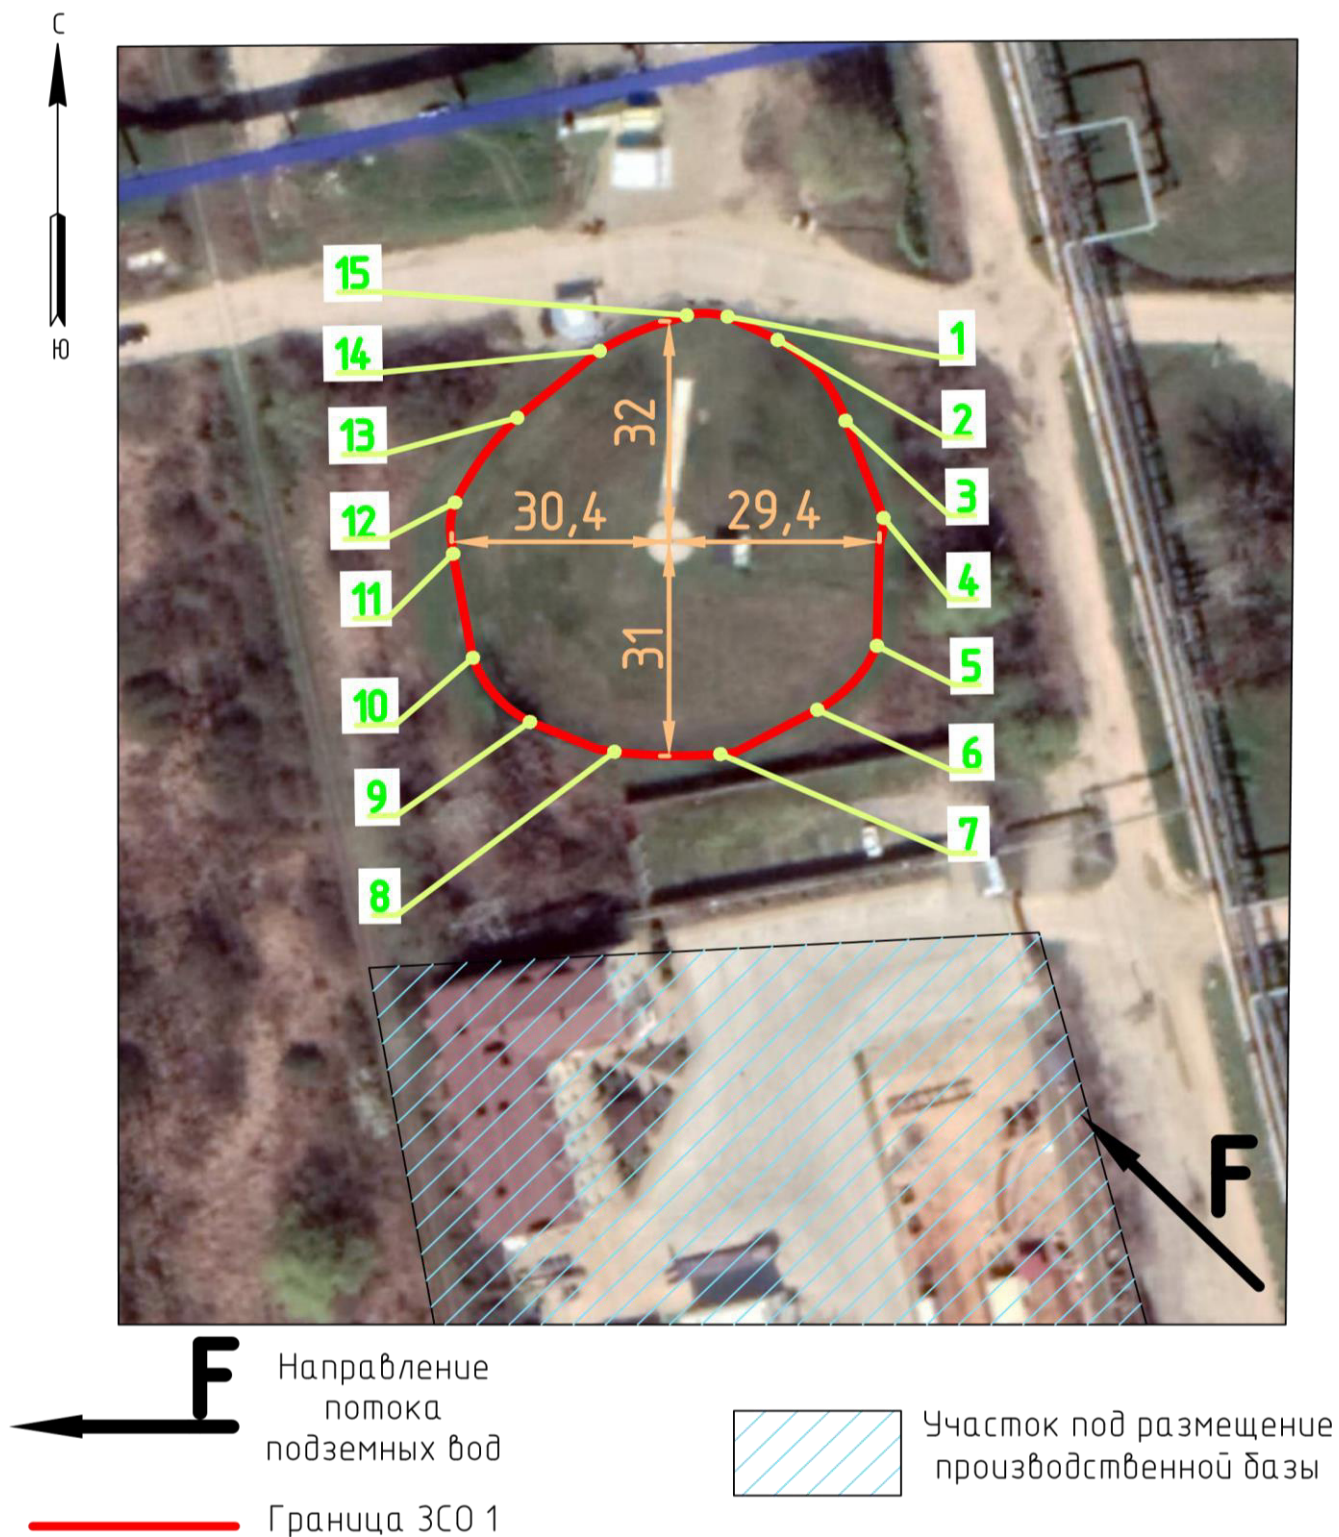 С
Ю
15
14
13
12
11
10
9
8
1
2
3
4
5
6
7
32
30,4
29,4
31
F
F
Направление
потока
подземных вод
Граница ЗСО 1
Участок под размещение
производственной базы